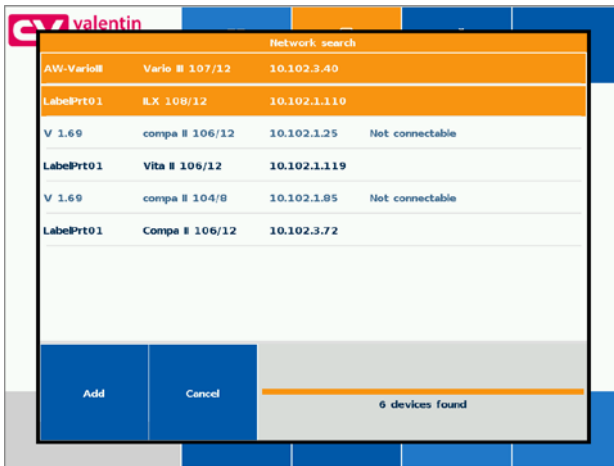 valentin
Network search
AW-VarioIII Vario III 107/12 10.102.3.40
LabelPrt01 ILX 108/12 10.102.1.110
V 1.69 compa II 106/12 10.102.1.25 Not connectable
LabelPrt01 Vita II 106/12 10.102.1.119
V 1.69 compa II 104/8 10.102.1.85 Not connectable
LabelPrt01 Compa II 106/12 10.102.3.72
Add Cancel
6 devices found